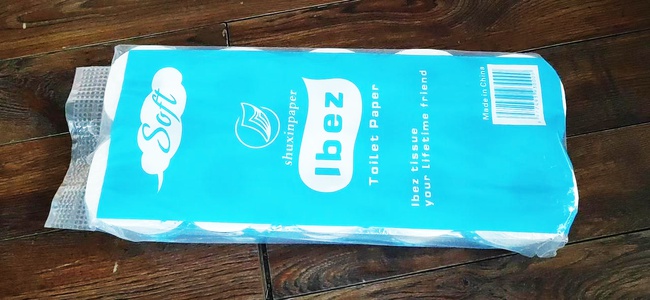 Soft
shuxinpaper
Ibez
Toilet Paper
Ibez tissue
your Lifetime friend
Made in China